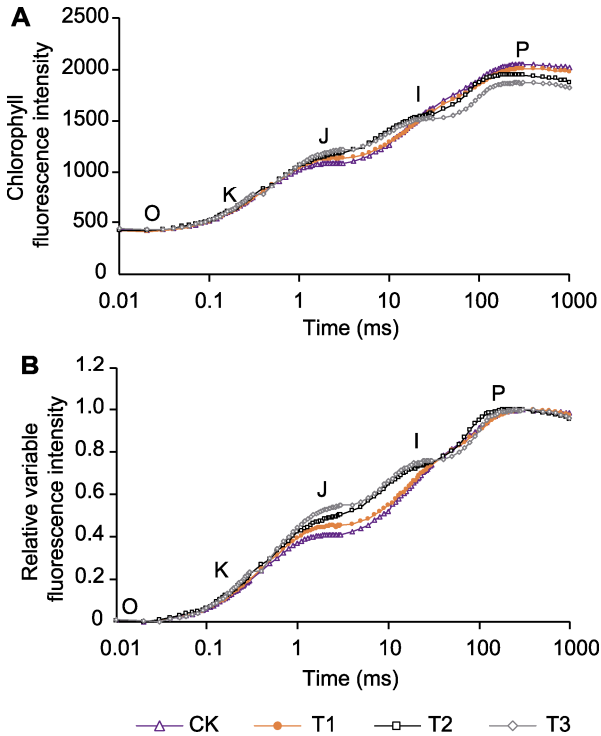 A
Chlorophyll
fluorescence intensity
2500
2000
1500
1000
500
0
O
K
J
I
P
0.01 0.1 1 10 100 1000
Time (ms)
B
Relative variable
fluorescence intensity
1.2
1.0
0.8
0.6
0.4
0.2
0
O
K
J
I
P
0.01 0.1 1 10 100 1000
Time (ms)
CK T1 T2 T3